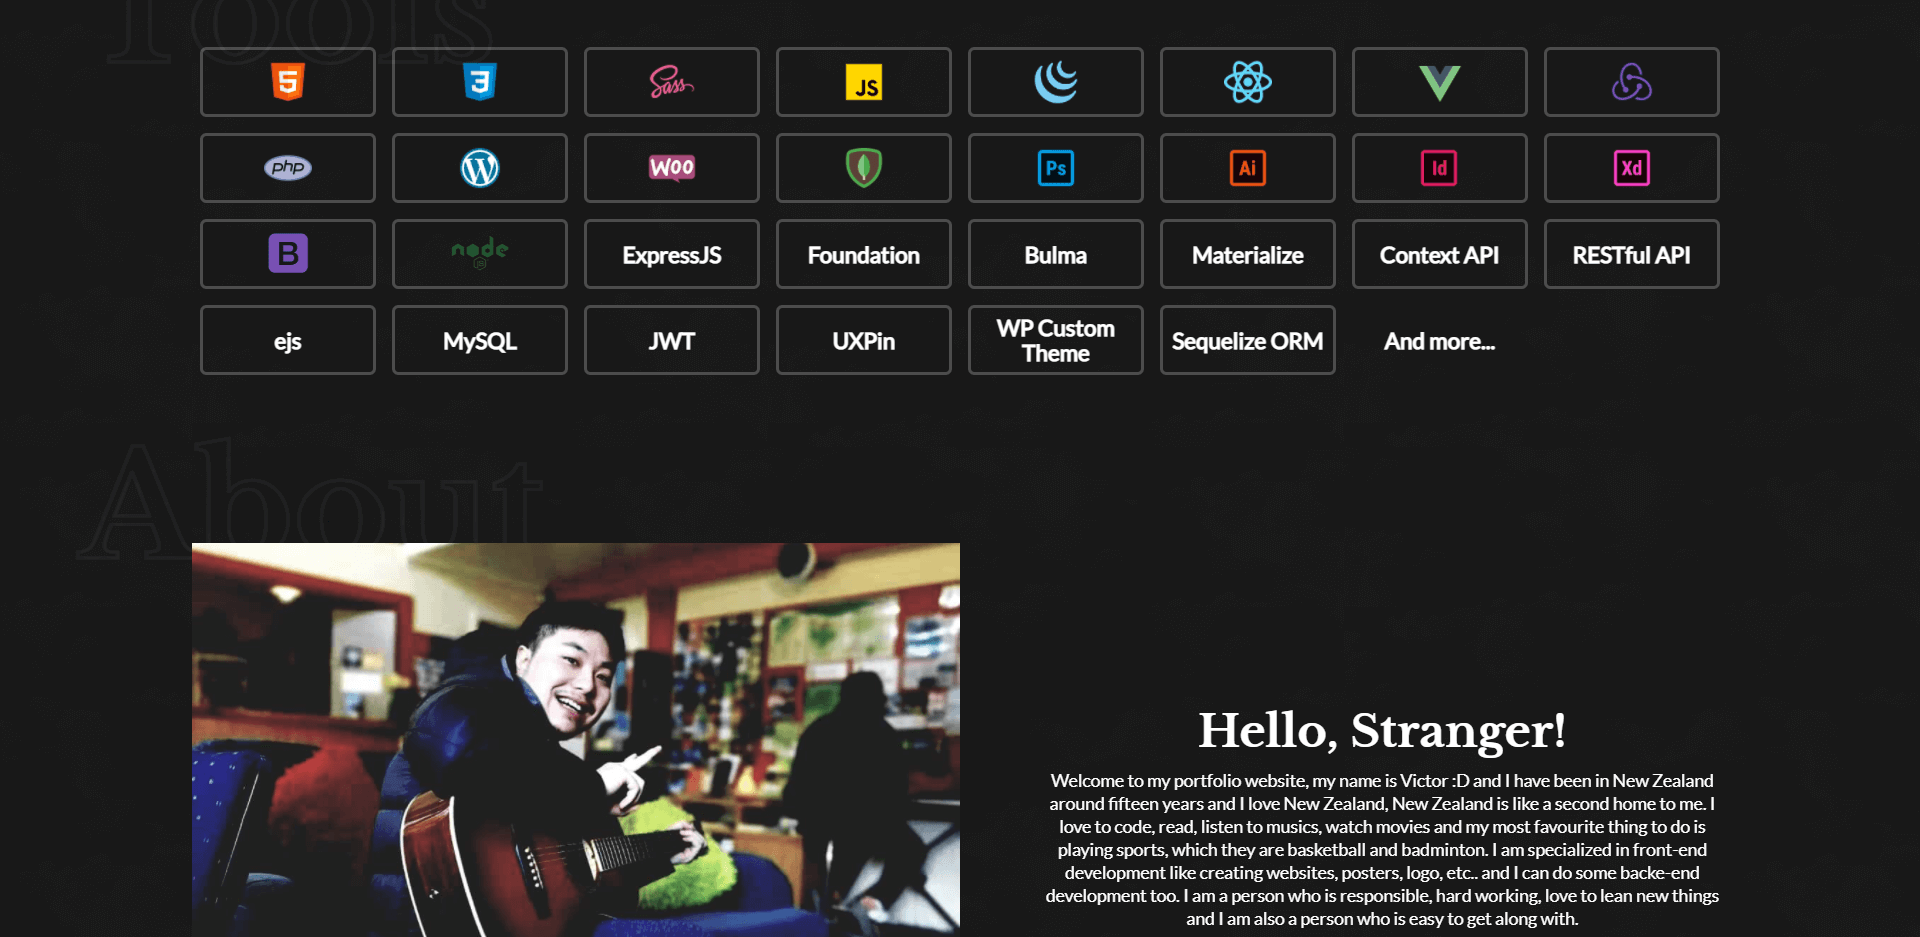 Tools
5
3
Sass
JS
php
W
WOO
Ps
Ai
Id
Xd
B
node
JS
ExpressJS
Foundation
Bulma
Materialize
Context API
RESTful API
ejs
MySQL
JWT
UXPin
WP Custom
Theme
Sequelize ORM
And more...
About
Hello, Stranger!
Welcome to my portfolio website, my name is Victor :D and I have been in New Zealand
around fifteen years and I love New Zealand, New Zealand is like a second home to me. I
love to code, read, listen to musics, watch movies and my most favourite thing to do is
playing sports, which they are basketball and badminton. I am specialized in front-end
development like creating websites, posters, logo, etc.. and I can do some backe-end
development too. I am a person who is responsible, hard working, love to lean new things
and I am also a person who is easy to get along with.